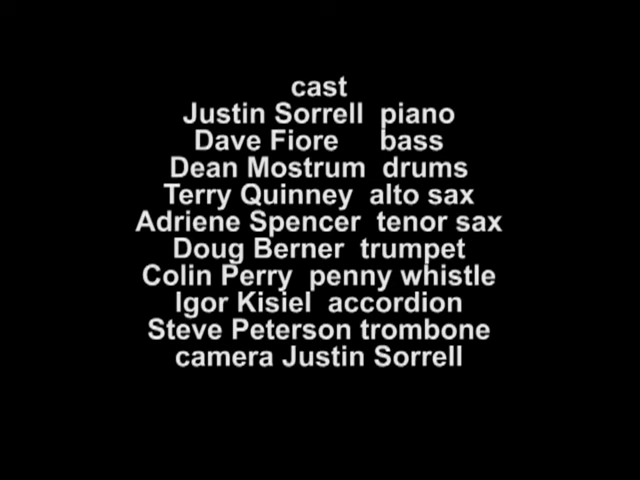 cast
Justin Sorrell piano
Dave Fiore bass
Dean Mostrum drums
Terry Quinney alto sax
Adriene Spencer tenor sax
Doug Berner trumpet
Colin Perry penny whistle
Igor Kisiel accordion
Steve Peterson trombone
camera Justin Sorrell